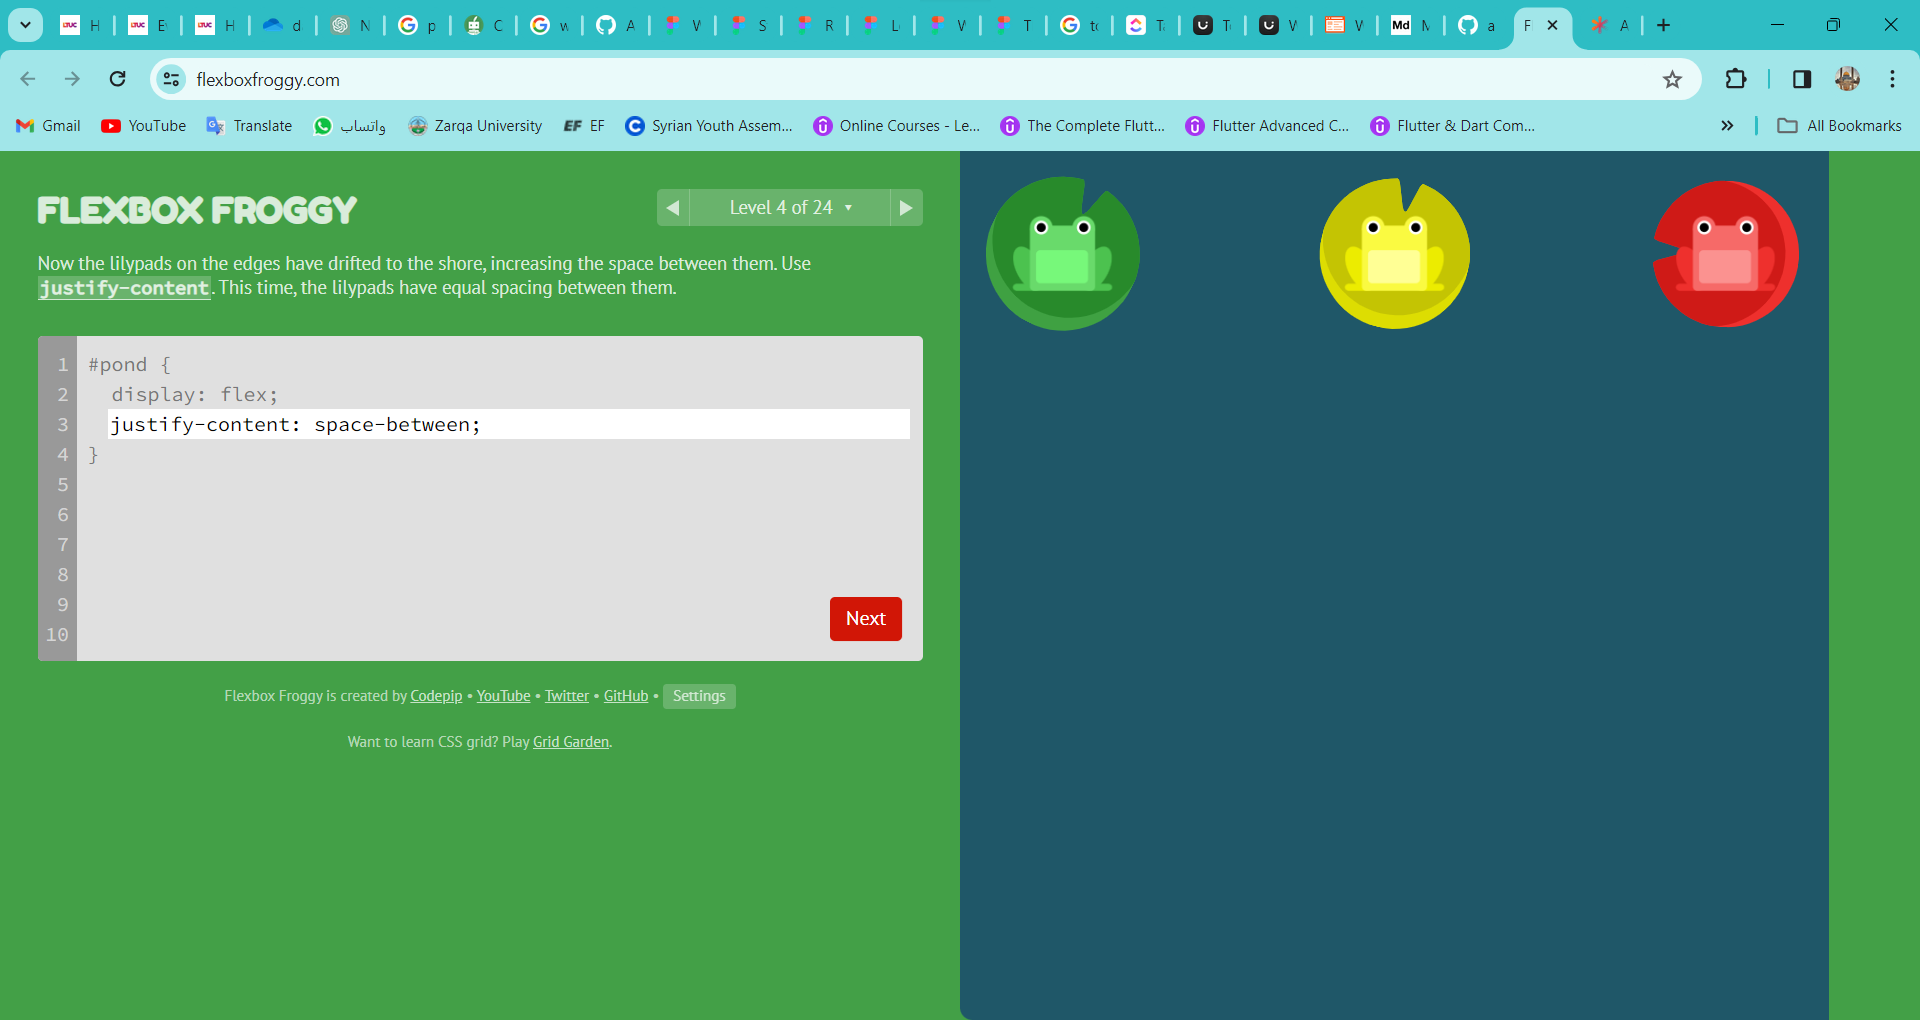 H
E
H
d
N
p
C
w
A
V
S
R
L
V
T
to
T
T
V
V
M
a
F
A
flexboxfroggy.com
Gmail
YouTube
Translate
واتساب
Zarqa University
EF EF
Syrian Youth Assem...
Online Courses - Le...
The Complete Flutt...
Flutter Advanced C...
Flutter & Dart Com...
All Bookmarks
FLEXBOX FROGGY
Level 4 of 24
Now the lilypads on the edges have drifted to the shore, increasing the space between them. Use
justify-content. This time, the lilypads have equal spacing between them.
1 #pond {
2 display: flex;
3 justify-content: space-between;
4 }
5
6
7
8
9
10
Next
Flexbox Froggy is created by Codepip • YouTube • Twitter • GitHub • Settings
Want to learn CSS grid? Play Grid Garden.